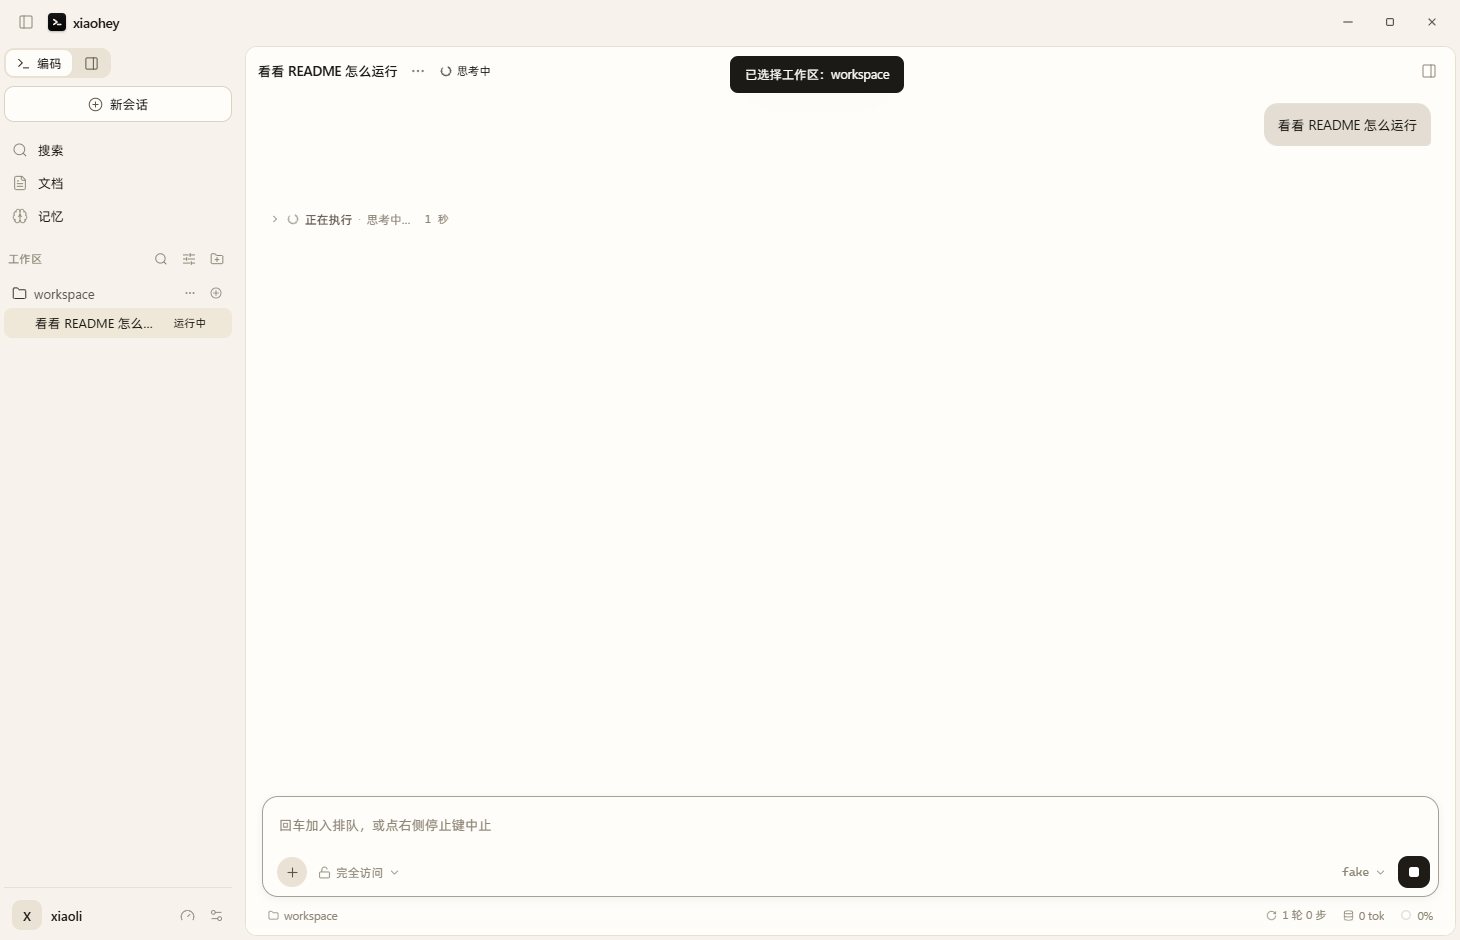 xiaohey
编码
新会话
搜索
文档
记忆
工作区
workspace
看看 README 怎么... 运行中
X xiaoli
看看 README 怎么运行 ··· 思考中
已选择工作区：workspace
看看 README 怎么运行
正在执行 · 思考中... 1 秒
回车加入排队，或点右侧停止键中止
完全访问
fake
workspace
1 轮 0 步 0 tok 0%